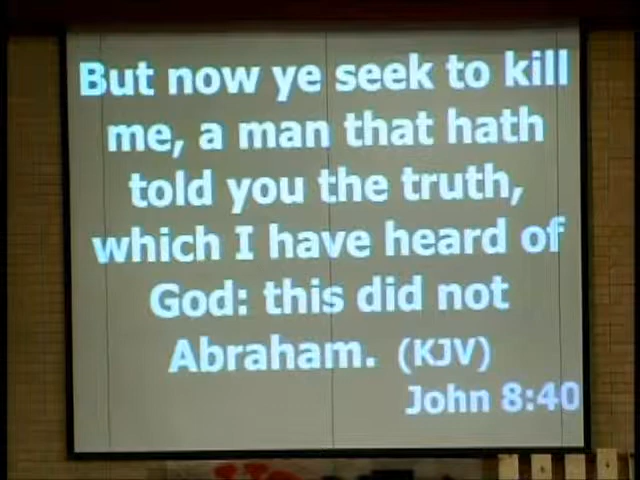 But now ye seek to kill
me, a man that hath
told you the truth,
which I have heard of
God: this did not
Abraham. (KJV)
John 8:40